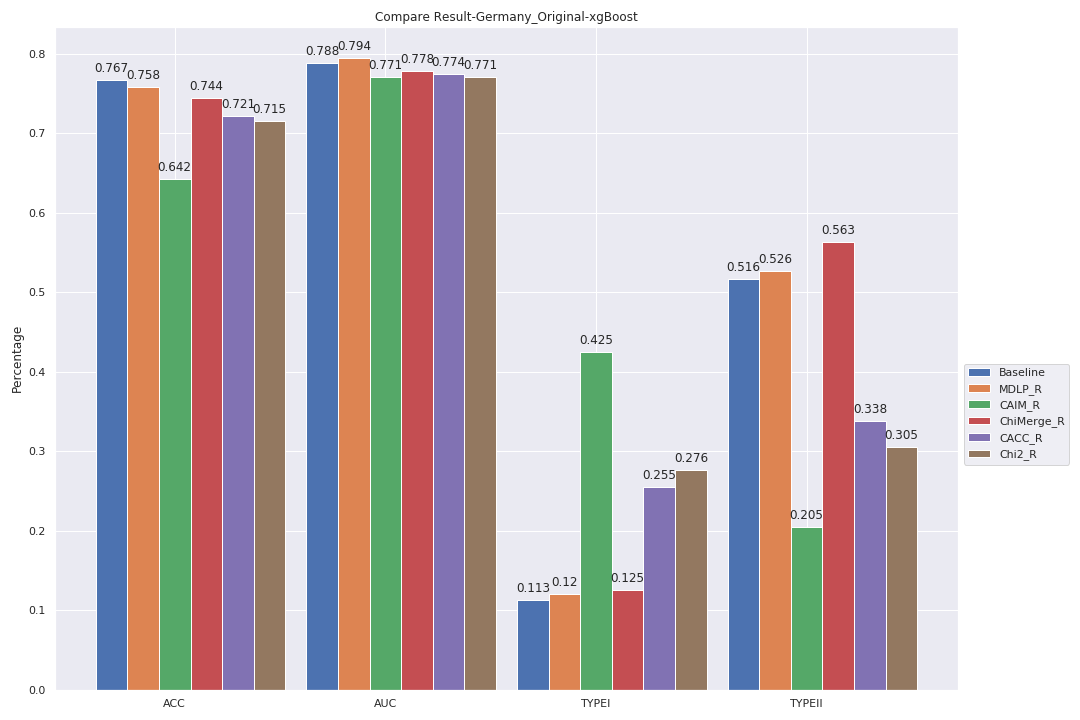 Compare Result-Germany_Original-xgBoost
Percentage
0.8
0.7
0.6
0.5
0.4
0.3
0.2
0.1
0.0
0.767
0.758
0.642
0.744
0.721
0.715
0.788
0.794
0.771
0.778
0.774
0.771
0.113
0.12
0.425
0.125
0.255
0.276
0.516
0.526
0.205
0.563
0.338
0.305
ACC
AUC
TYPEI
TYPEII
Baseline
MDLP_R
CAIM_R
ChiMerge_R
CACC_R
Chi2_R